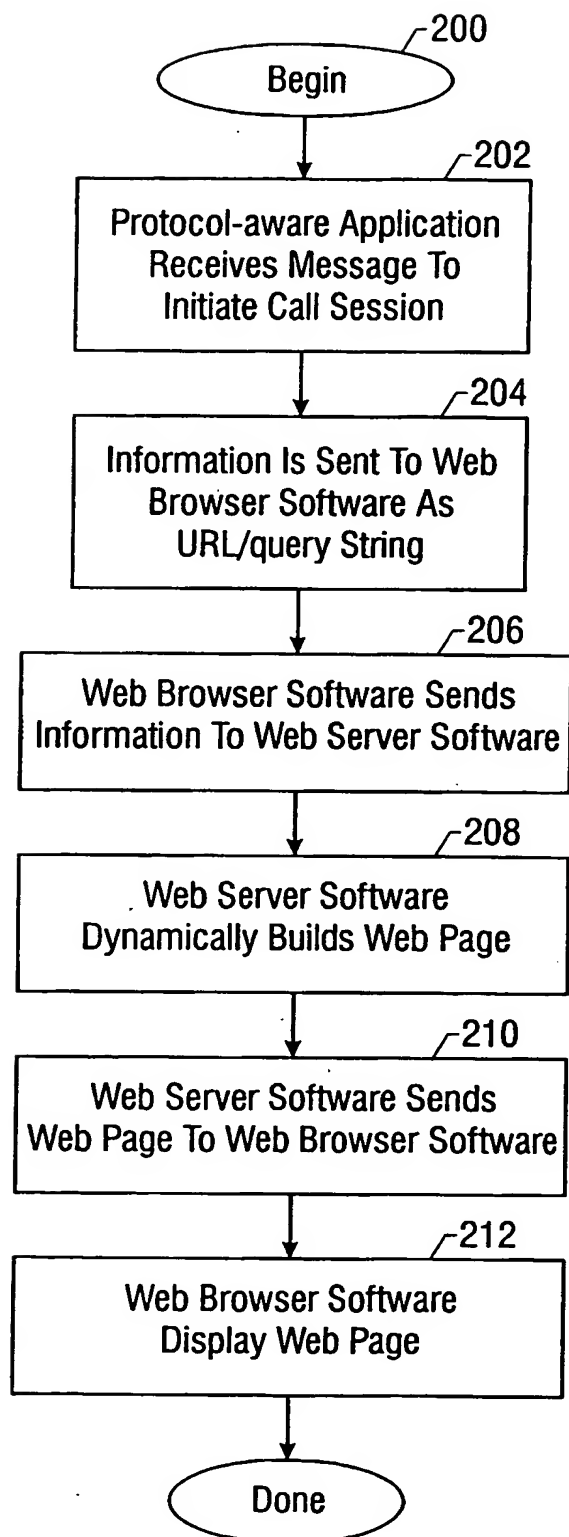 200
Begin
202
Protocol-aware Application
Receives Message To
Initiate Call Session
204
Information Is Sent To Web
Browser Software As
URL/query String
206
Web Browser Software Sends
Information To Web Server Software
208
Web Server Software
Dynamically Builds Web Page
210
Web Server Software Sends
Web Page To Web Browser Software
212
Web Browser Software
Display Web Page
Done